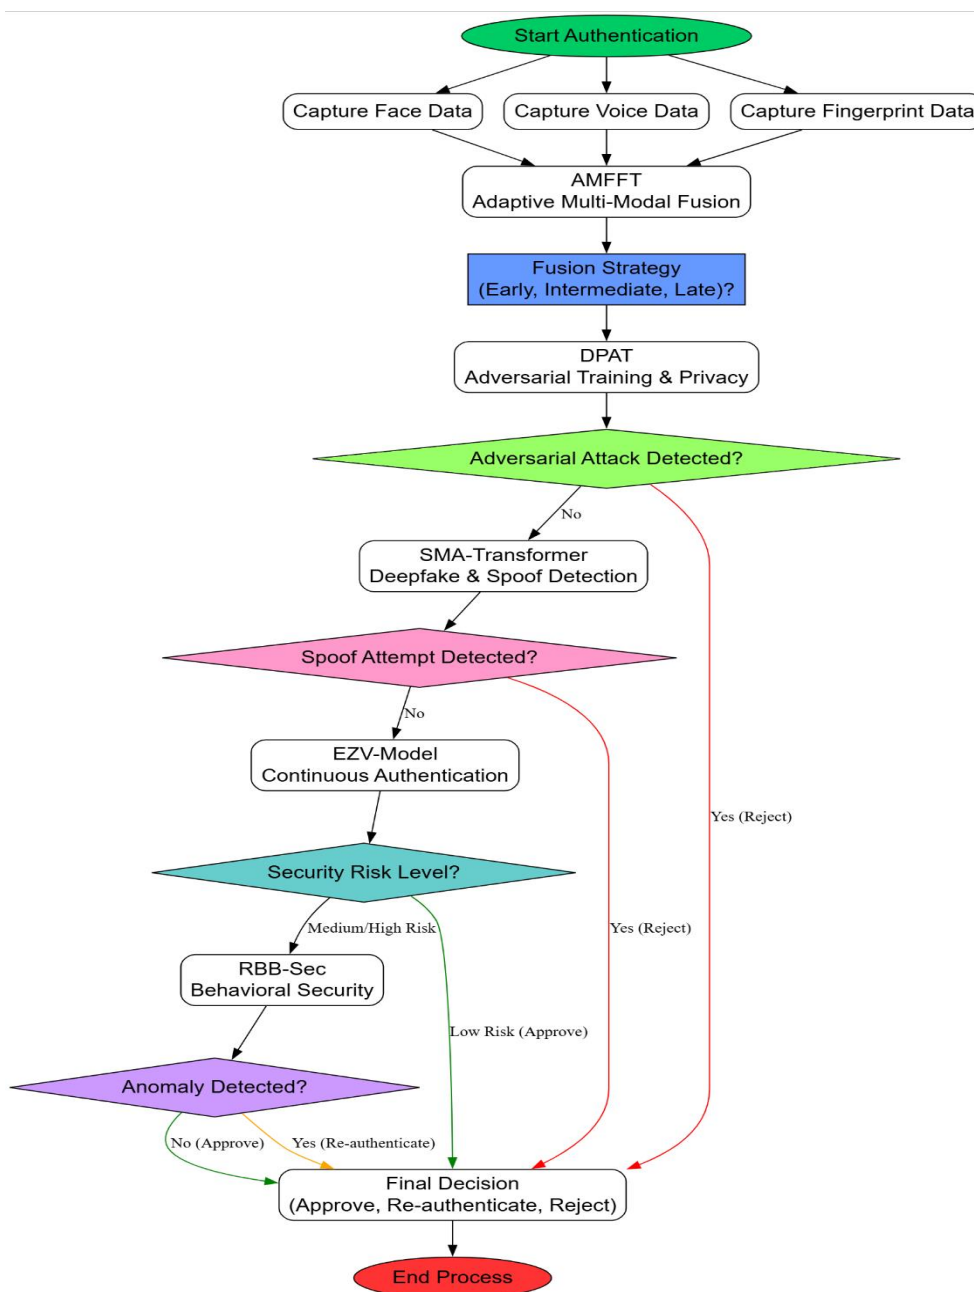 Start Authentication
Capture Face Data
Capture Voice Data
Capture Fingerprint Data
AMFFT
Adaptive Multi-Modal Fusion
Fusion Strategy
(Early, Intermediate, Late)?
DPAT
Adversarial Training & Privacy
Adversarial Attack Detected?
No
SMA-Transformer
Deepfake & Spoof Detection
Spoof Attempt Detected?
No
EZV-Model
Continuous Authentication
Yes (Reject)
Security Risk Level?
Medium/High Risk
Yes (Reject)
RBB-Sec
Behavioral Security
Low Risk (Approve)
Anomaly Detected?
No (Approve)
Yes (Re-authenticate)
Final Decision
(Approve, Re-authenticate, Reject)
End Process